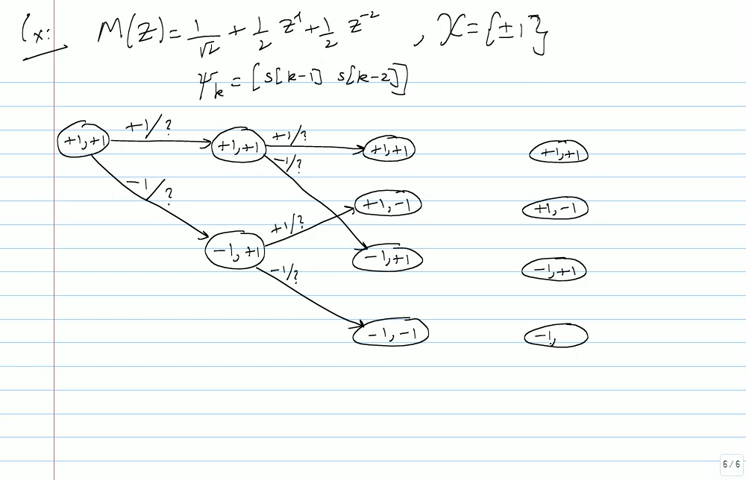 Ex: M(Z) = 1/√2 + 1/2 z^-1 + 1/2 z^-2 , X = {±1}
ψ_k = [s[k-1] s[k-2]]
+1/? +1/?
+1,+1 +1,+1 -1/? +1,+1 +1,+1
-1/?
+1/? +1,-1 +1,-1
-1,+1 -1/? -1,+1 -1,+1
-1,-1 -1,
6/6